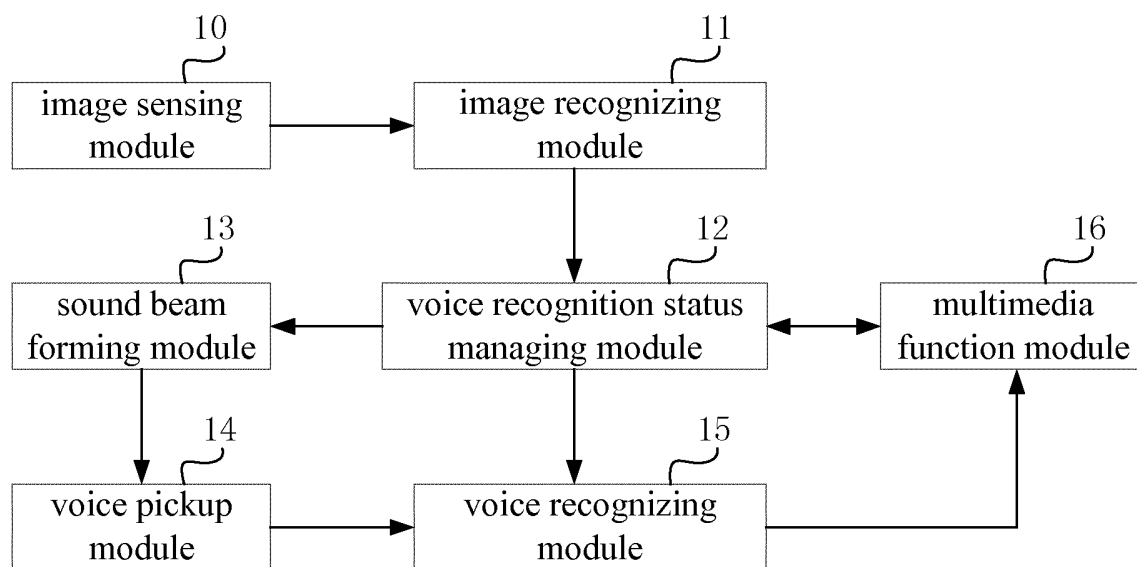 10
image sensing
module
11
image recognizing
module
13
sound beam
forming module
12
voice recognition status
managing module
16
multimedia
function module
14
voice pickup
module
15
voice recognizing
module